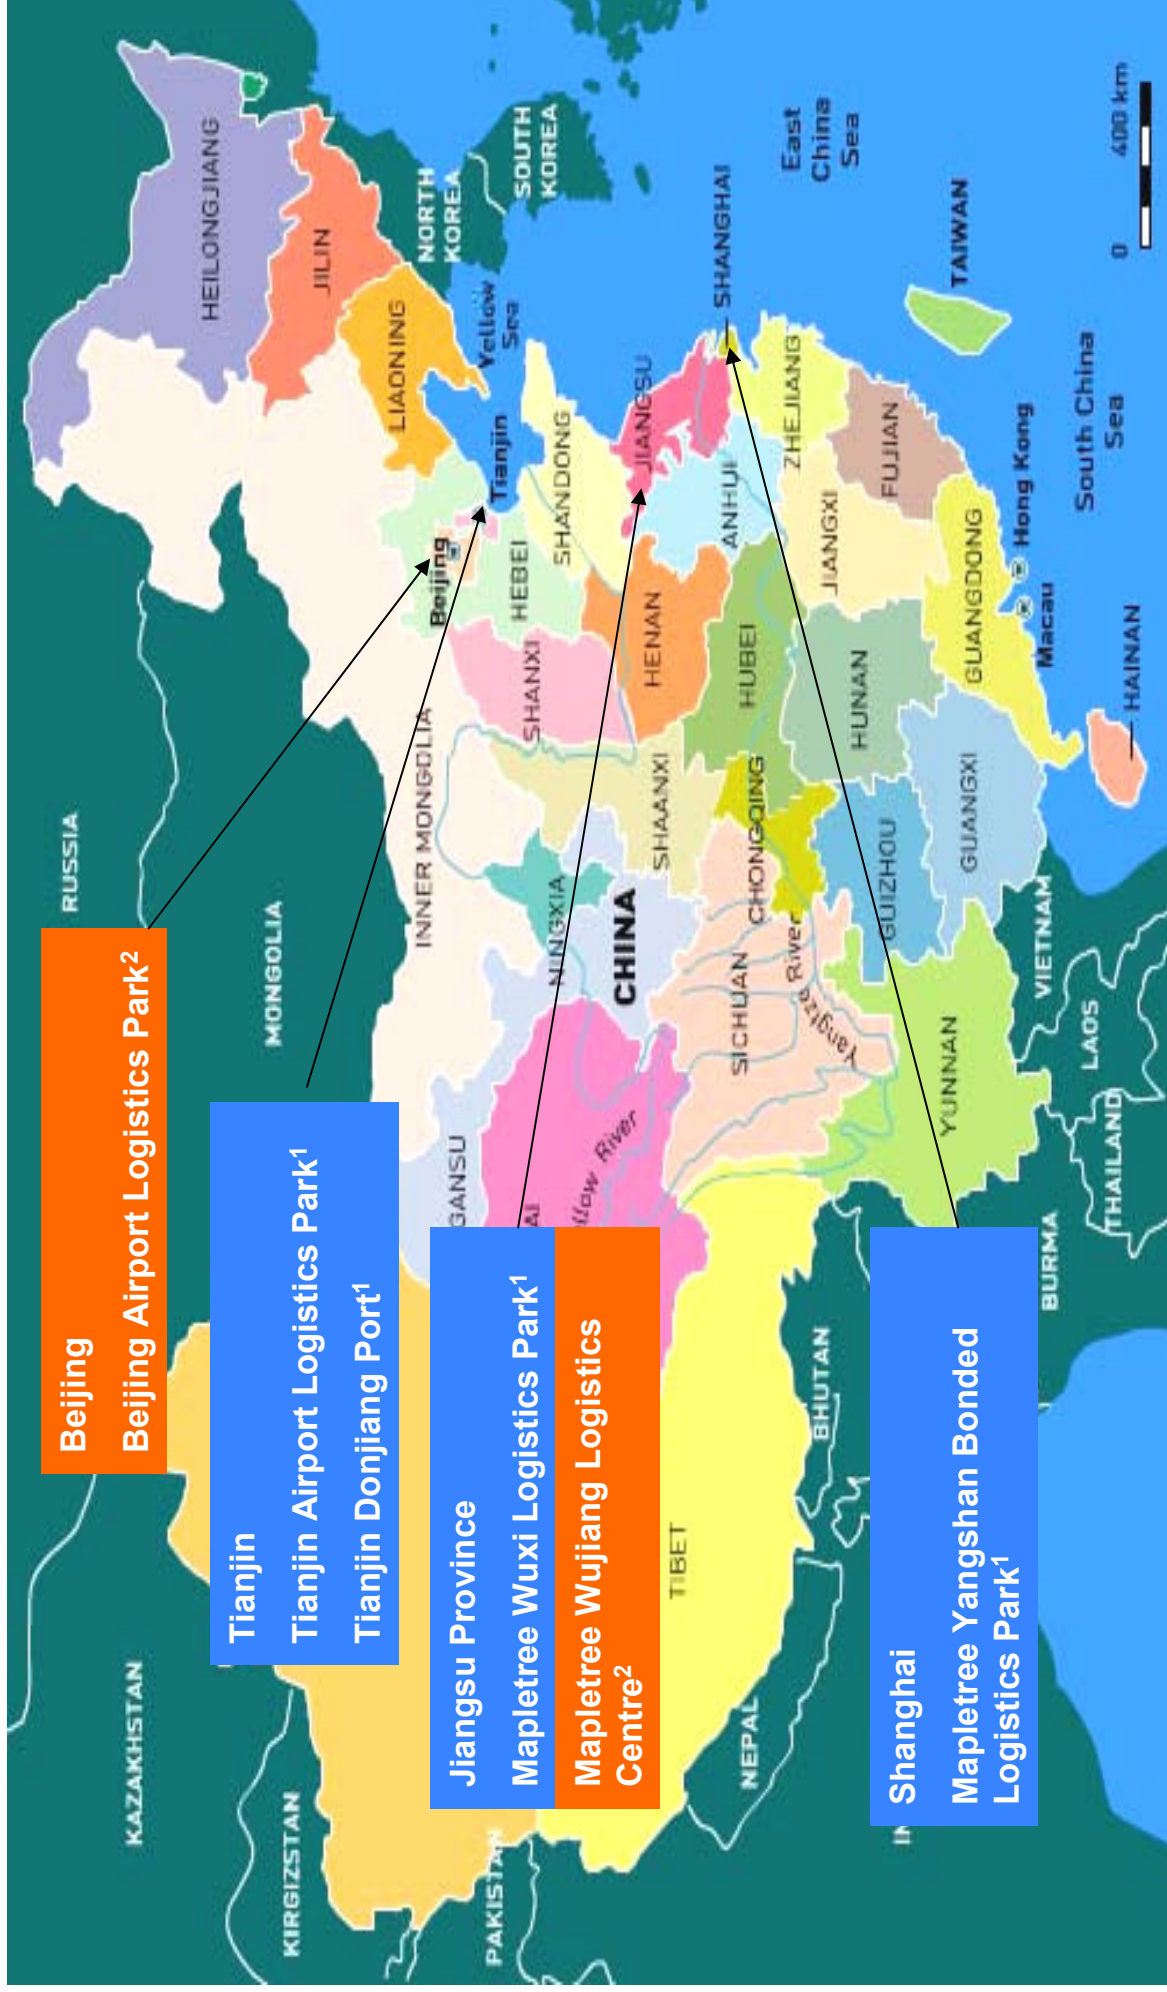 RUSSIA
KAZAKHSTAN
MONGOLIA
KIRGIZSTAN
PAKISTAN
HEILONGJIANG
JILIN
LIAONING
INNER MONGOLIA
NORTH
KOREA
SOUTH
KOREA
Yellow
Sea
Beijing
Tianjin
HEBEI
SHANXI
SHANDONG
NINGXIA
CHINA
GANSU
AI
llow River
SHAANXI
HENAN
JIANGSU
SHANGHAI
ANHUI
HUBEI
CHONGQING
SICHUAN
Yangtze River
TIBET
ZHEJIANG
East
China
Sea
JIANGXI
FUJIAN
HUNAN
GUIZHOU
YUNNAN
GUANGXI
GUANGDONG
TAIWAN
Hong Kong
Macau
HAINAN
South China
Sea
NEPAL
BHUTAN
IN
BURMA
VIETNAM
LAOS
THAILAND
0 400 km
Beijing
Beijing Airport Logistics Park²
Tianjin
Tianjin Airport Logistics Park¹
Tianjin Donjiang Port¹
Jiangsu Province
Mapletree Wuxi Logistics Park¹
Mapletree Wujiang Logistics
Centre²
Shanghai
Mapletree Yangshan Bonded
Logistics Park¹